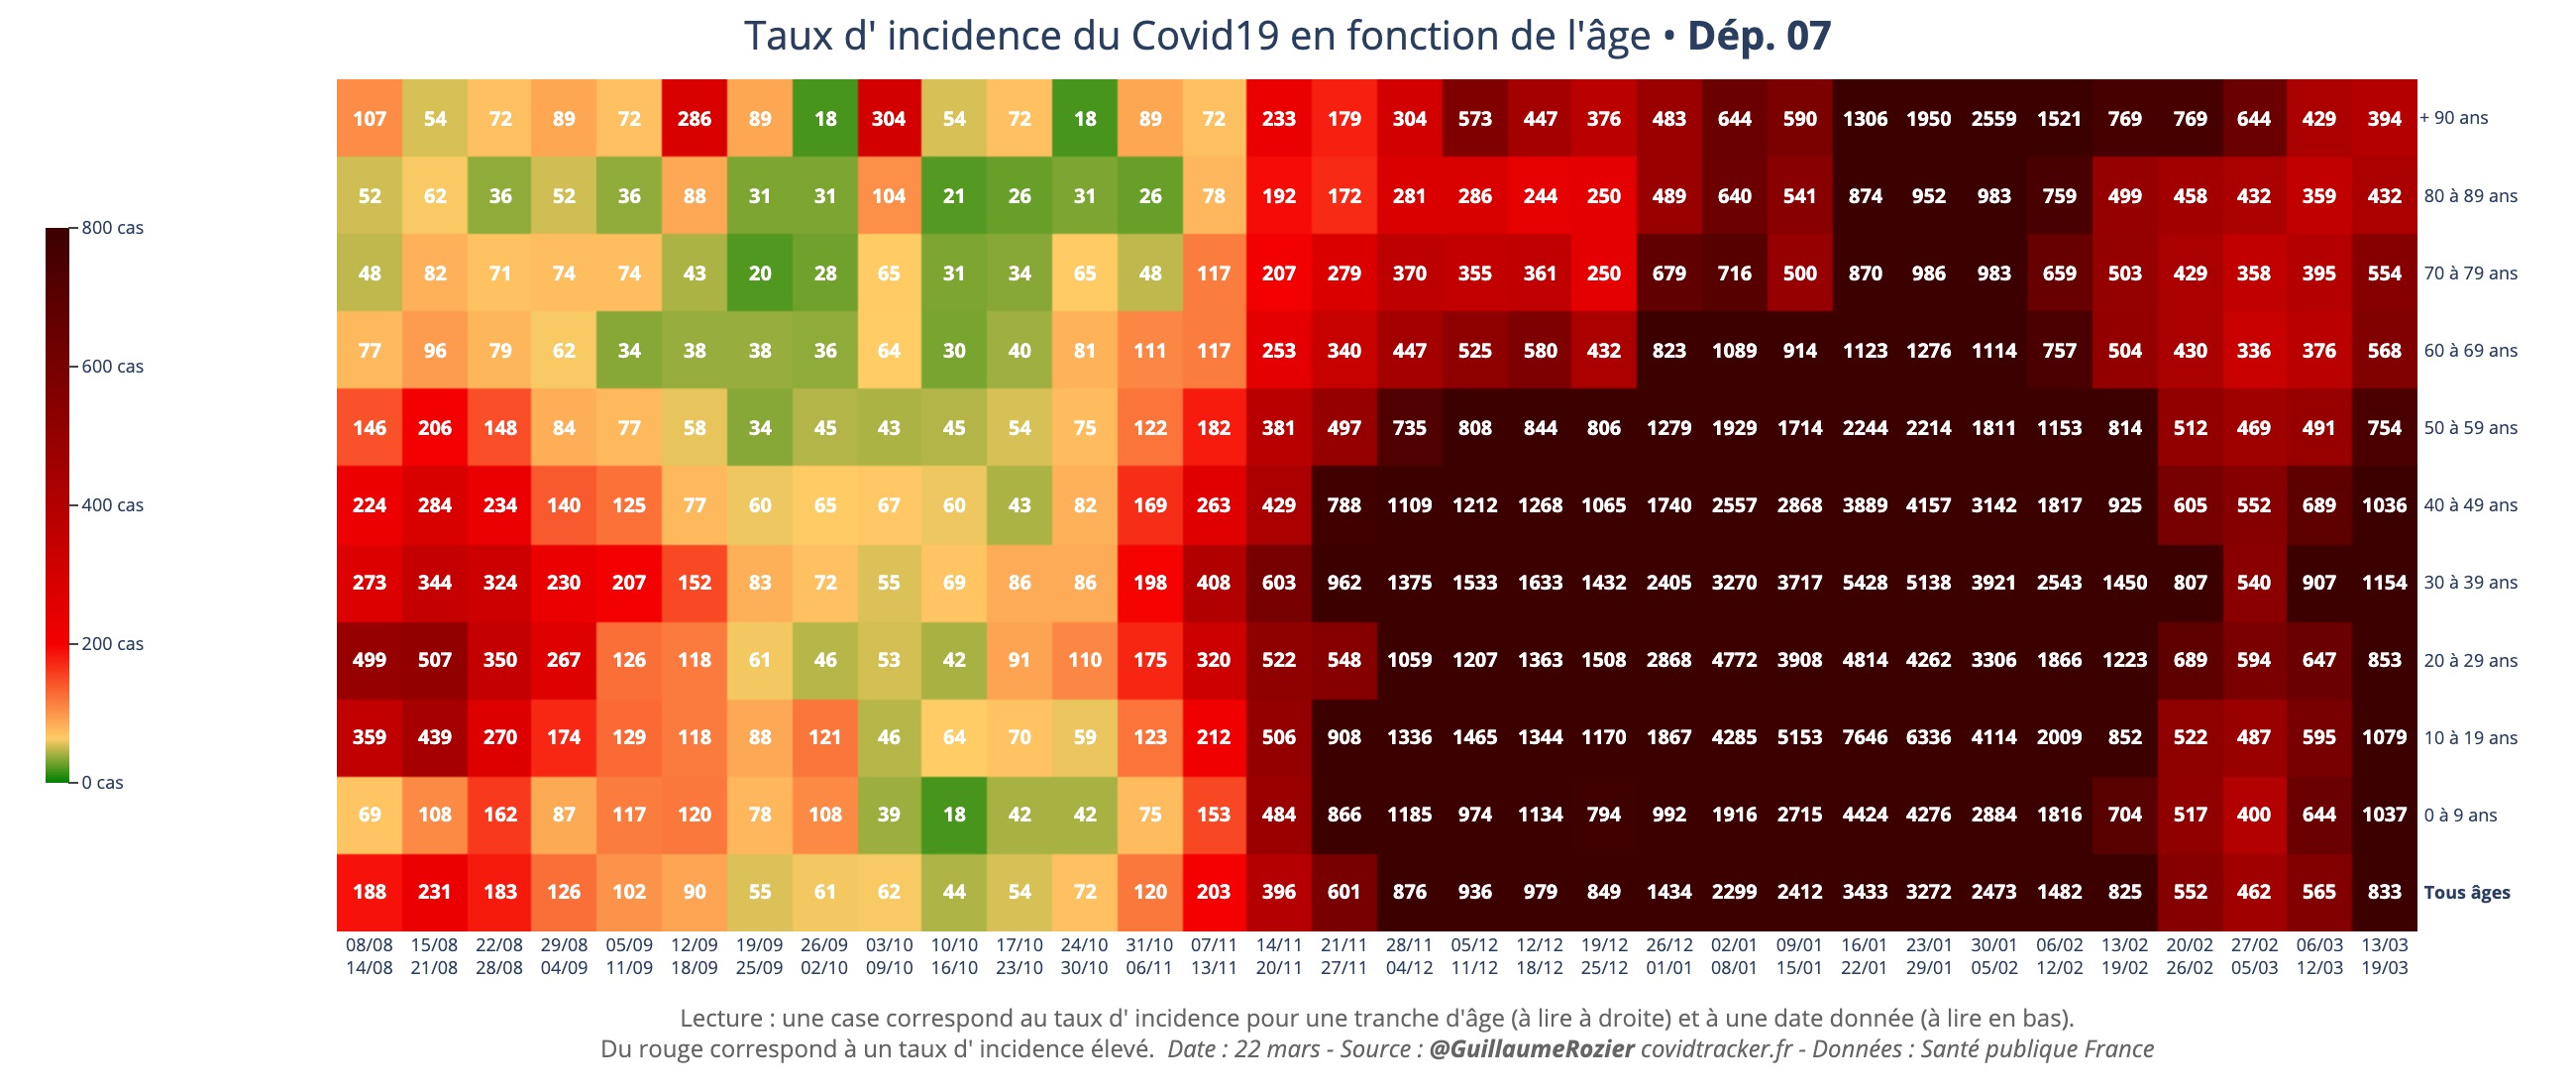 Taux d' incidence du Covid19 en fonction de l'âge • Dép. 07
107 54 72 89 72 286 89 18 304 54 72 18 89 72 233 179 304 573 447 376 483 644 590 1306 1950 2559 1521 769 769 644 429 394 + 90 ans
52 62 36 52 36 88 31 31 104 21 26 31 26 78 192 172 281 286 244 250 489 640 541 874 952 983 759 499 458 432 359 432 80 à 89 ans
800 cas
48 82 71 74 74 43 20 28 65 31 34 65 48 117 207 279 370 355 361 250 679 716 500 870 986 983 659 503 429 358 395 554 70 à 79 ans
77 96 79 62 34 38 38 36 64 30 40 81 111 117 253 340 447 525 580 432 823 1089 914 1123 1276 1114 757 504 430 336 376 568 60 à 69 ans
600 cas
146 206 148 84 77 58 34 45 43 45 54 75 122 182 381 497 735 808 844 806 1279 1929 1714 2244 2214 1811 1153 814 512 469 491 754 50 à 59 ans
400 cas
224 284 234 140 125 77 60 65 67 60 43 82 169 263 429 788 1109 1212 1268 1065 1740 2557 2868 3889 4157 3142 1817 925 605 552 689 1036 40 à 49 ans
273 344 324 230 207 152 83 72 55 69 86 86 198 408 603 962 1375 1533 1633 1432 2405 3270 3717 5428 5138 3921 2543 1450 807 540 907 1154 30 à 39 ans
200 cas
499 507 350 267 126 118 61 46 53 42 91 110 175 320 522 548 1059 1207 1363 1508 2868 4772 3908 4814 4262 3306 1866 1223 689 594 647 853 20 à 29 ans
359 439 270 174 129 118 88 121 46 64 70 59 123 212 506 908 1336 1465 1344 1170 1867 4285 5153 7646 6336 4114 2009 852 522 487 595 1079 10 à 19 ans
0 cas
69 108 162 87 117 120 78 108 39 18 42 42 75 153 484 866 1185 974 1134 794 992 1916 2715 4424 4276 2884 1816 704 517 400 644 1037 0 à 9 ans
188 231 183 126 102 90 55 61 62 44 54 72 120 203 396 601 876 936 979 849 1434 2299 2412 3433 3272 2473 1482 825 552 462 565 833 Tous âges
08/08 15/08 22/08 29/08 05/09 12/09 19/09 26/09 03/10 10/10 17/10 24/10 31/10 07/11 14/11 21/11 28/11 05/12 12/12 19/12 26/12 02/01 09/01 16/01 23/01 30/01 06/02 13/02 20/02 27/02 06/03 13/03
14/08 21/08 28/08 04/09 11/09 18/09 25/09 02/10 09/10 16/10 23/10 30/10 06/11 13/11 20/11 27/11 04/12 11/12 18/12 25/12 01/01 08/01 15/01 22/01 29/01 05/02 12/02 19/02 26/02 05/03 12/03 19/03
Lecture : une case correspond au taux d' incidence pour une tranche d'âge (à lire à droite) et à une date donnée (à lire en bas).
Du rouge correspond à un taux d' incidence élevé. Date : 22 mars - Source : @GuillaumeRozier covidtracker.fr - Données : Santé publique France